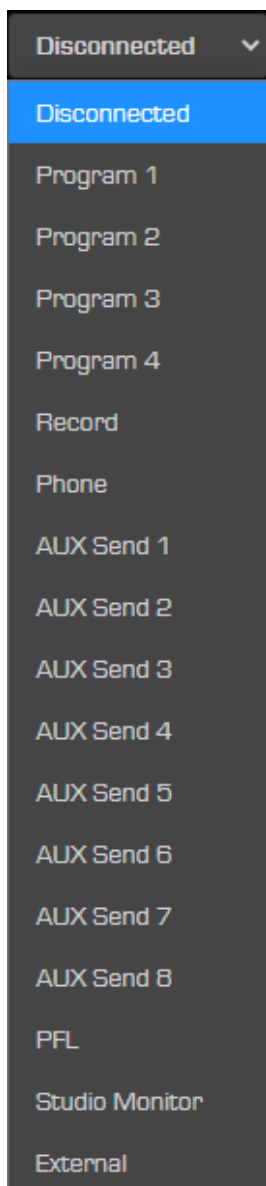 Disconnected
Disconnected
Program 1
Program 2
Program 3
Program 4
Record
Phone
AUX Send 1
AUX Send 2
AUX Send 3
AUX Send 4
AUX Send 5
AUX Send 6
AUX Send 7
AUX Send 8
PFL
Studio Monitor
External